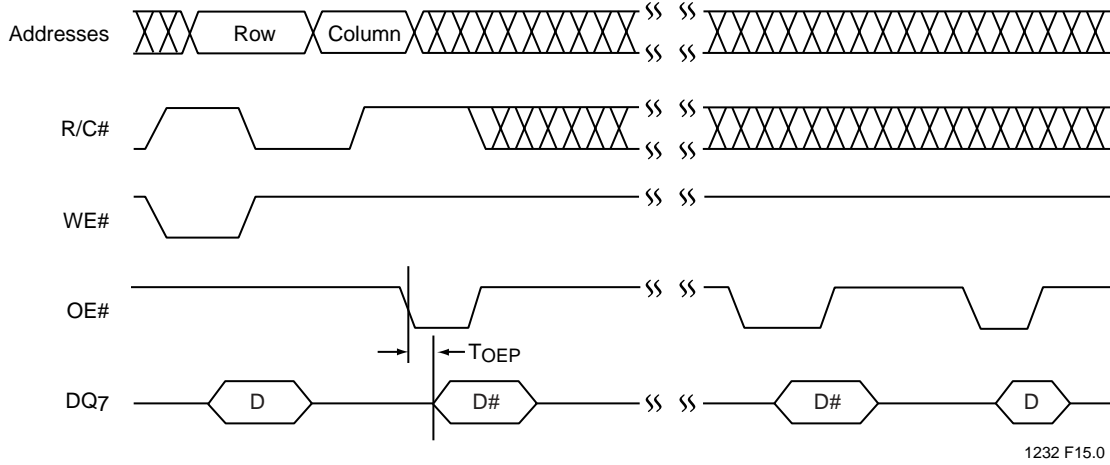 Addresses Row Column
R/C#
WE#
OE#
TOEP
DQ7 D D# D# D
1232 F15.0